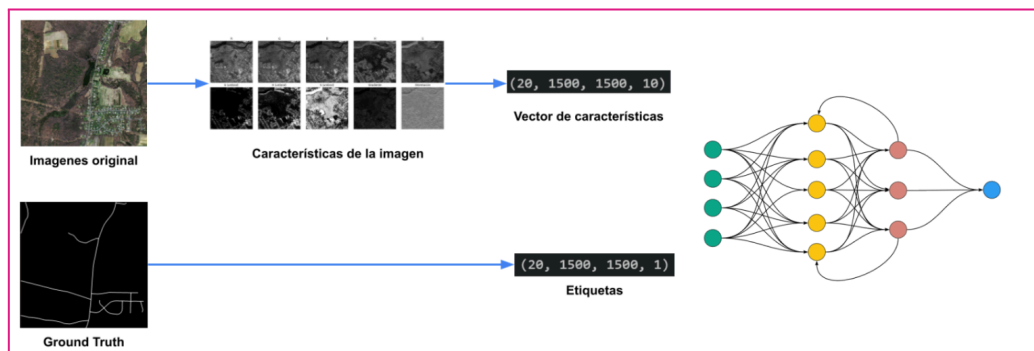 (20, 1500, 1500, 10)
Vector de características
Imagenes original
Características de la imagen
(20, 1500, 1500, 1)
Etiquetas
Ground Truth